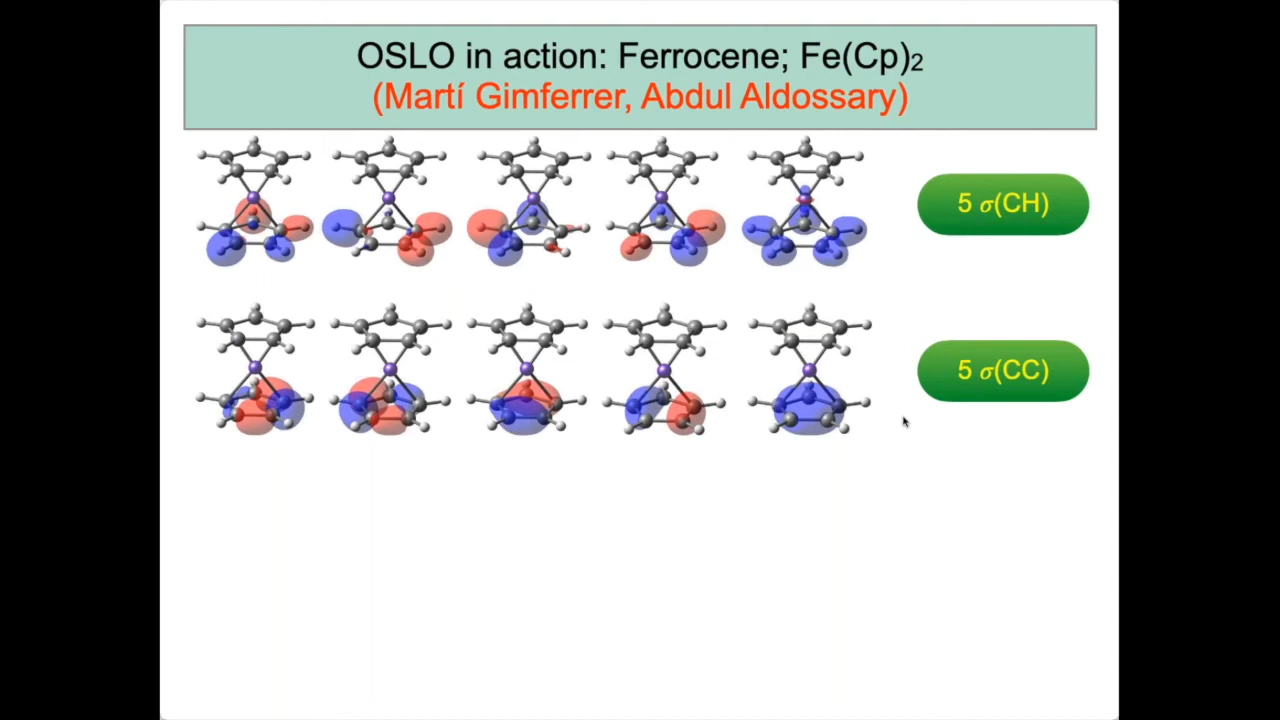 OSLO in action: Ferrocene; Fe(Cp)₂
(Martí Gimferrer, Abdul Aldossary)
5 σ(CH)
5 σ(CC)